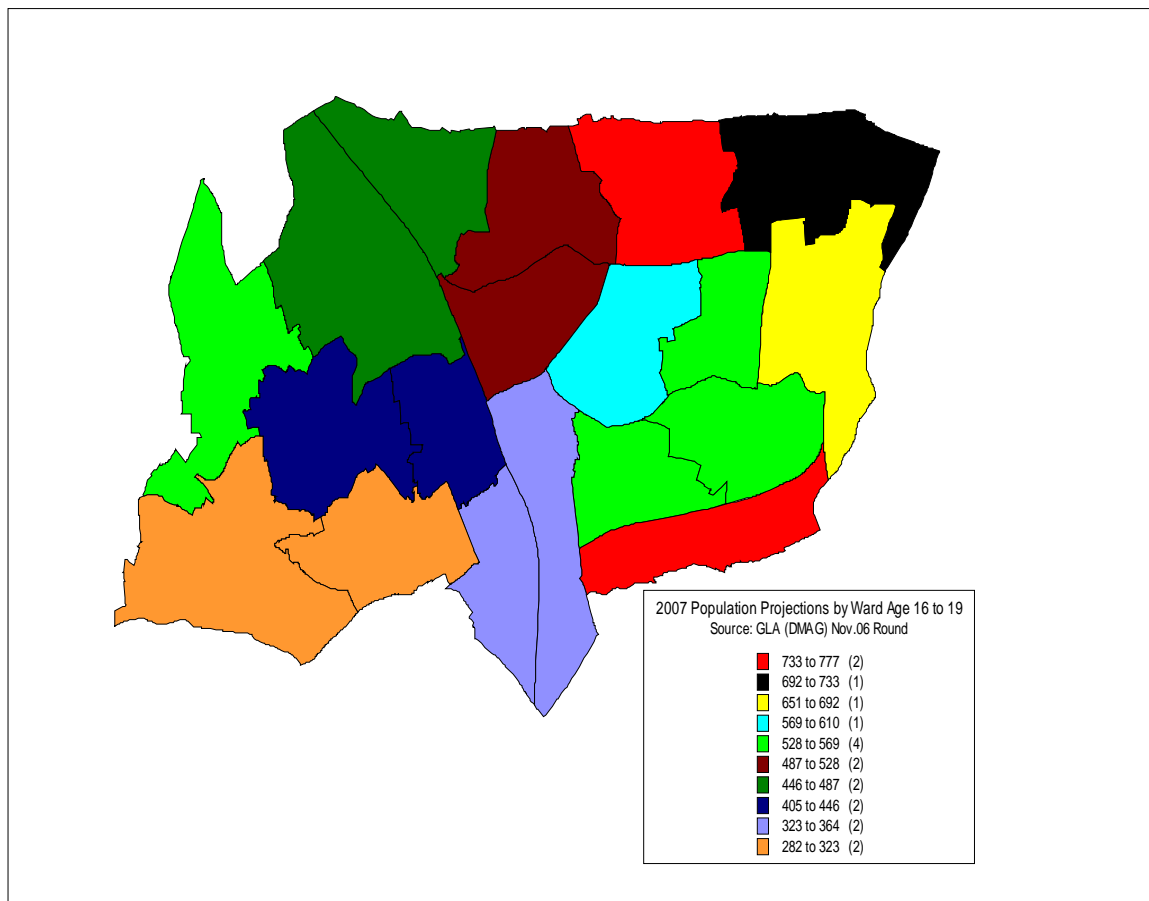 2007 Population Projections by Ward Age 16 to 19
Source: GLA (DMAG) Nov.06 Round
733 to 777 (2)
692 to 733 (1)
651 to 692 (1)
569 to 610 (1)
528 to 569 (4)
487 to 528 (2)
446 to 487 (2)
405 to 446 (2)
323 to 364 (2)
282 to 323 (2)